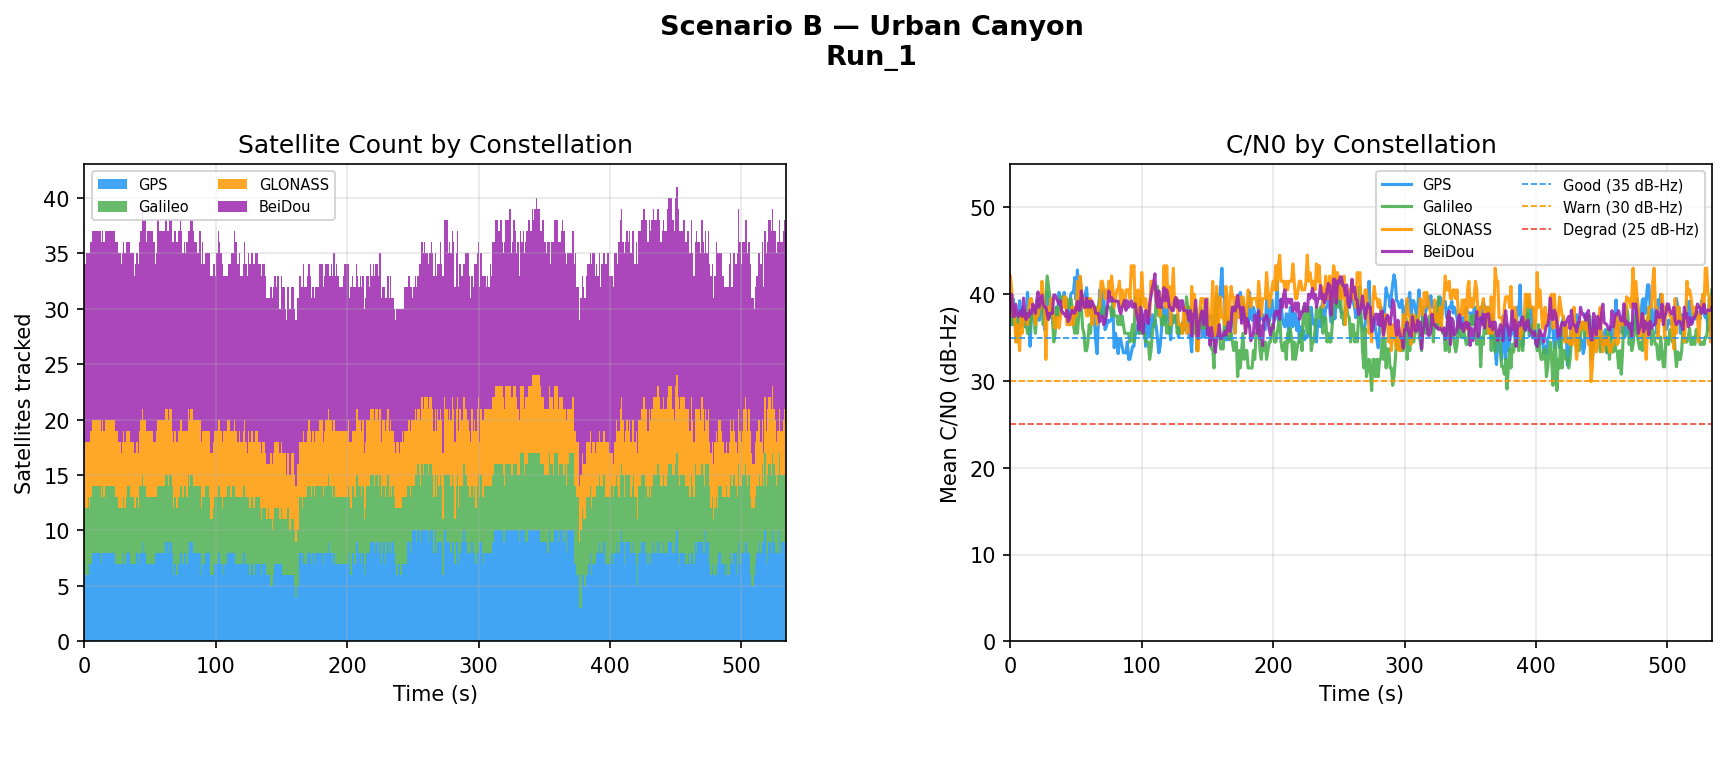 Scenario B — Urban Canyon
Run_1
Satellite Count by Constellation
GPS
Galileo
GLONASS
BeiDou
Satellites tracked
40
35
30
25
20
15
10
5
0
0 100 200 300 400 500
Time (s)
C/N0 by Constellation
GPS
Galileo
GLONASS
BeiDou
Good (35 dB-Hz)
Warn (30 dB-Hz)
Degrad (25 dB-Hz)
Mean C/N0 (dB-Hz)
50
40
30
20
10
0
0 100 200 300 400 500
Time (s)